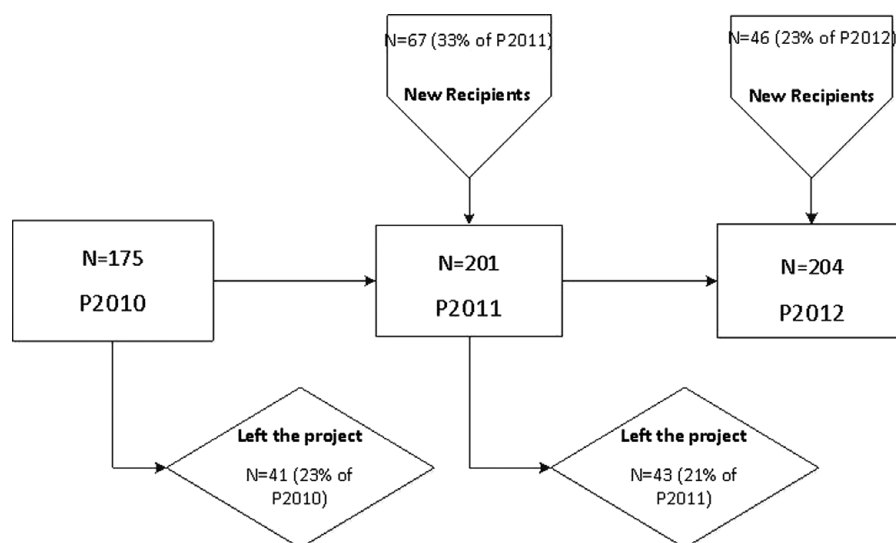 N=67 (33% of P2011)
New Recipients
N=46 (23% of P2012)
New Recipients
N=175
P2010
N=201
P2011
N=204
P2012
Left the project
N=41 (23% of
P2010)
Left the project
N=43 (21% of
P2011)